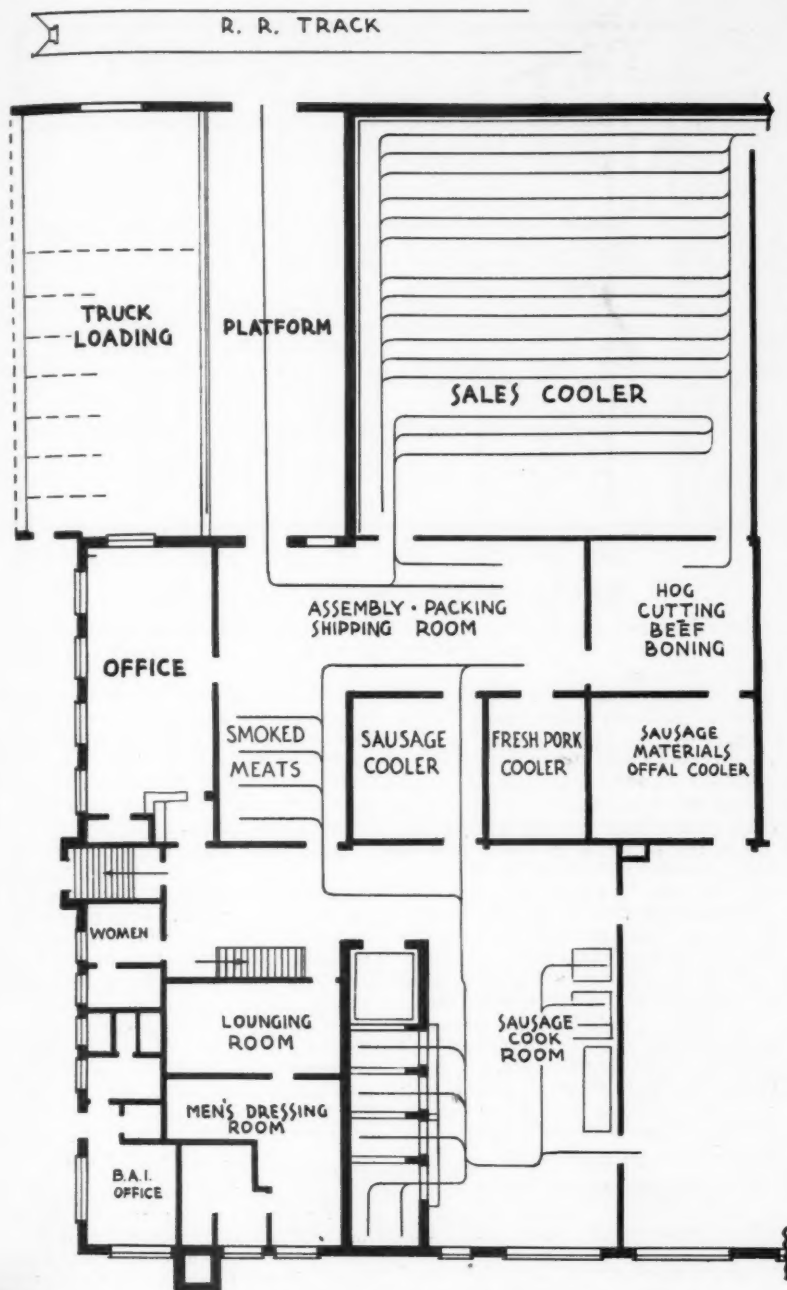 R. R. TRACK
TRUCK
LOADING
PLATFORM
SALES COOLER
ASSEMBLY • PACKING
SHIPPING ROOM
HOG
CUTTING
BEEF
BONING
OFFICE
SMOKED
MEATS
SAUSAGE
COOLER
FRESH PORK
COOLER
SAUSAGE
MATERIALS
OFFAL COOLER
WOMEN
LOUNGING
ROOM
SAUSAGE
COOK
ROOM
MEN'S DRESSING
ROOM
B.A.I.
OFFICE